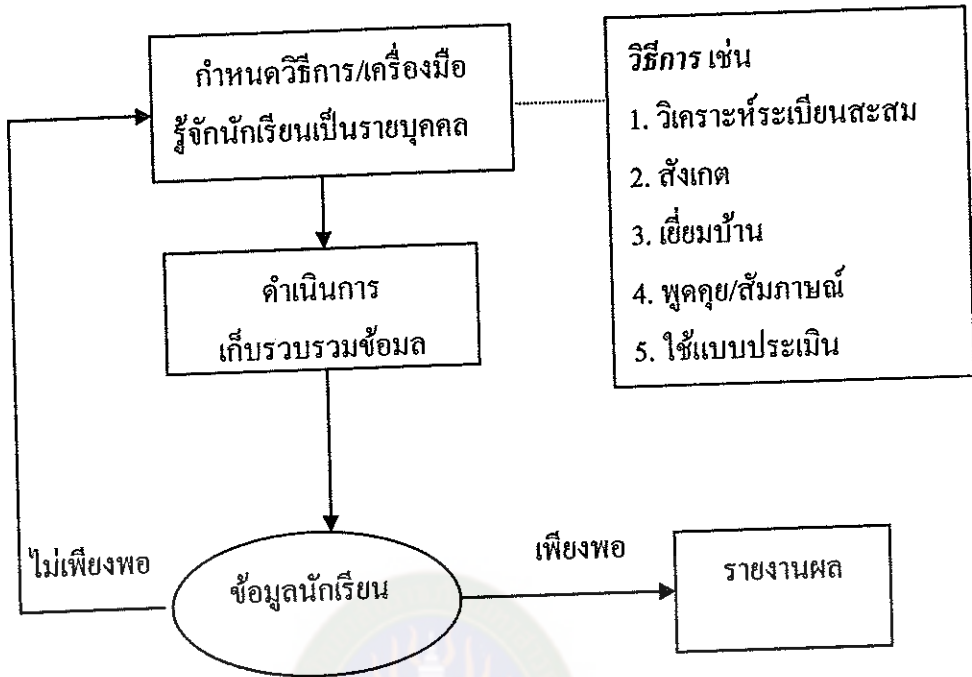 กำหนดวิธีการ/เครื่องมือ
รู้จักนักเรียนเป็นรายบุคคล
วิธีการ เช่น
1. วิเคราะห์ระเบียนสะสม
2. สังเกต
3. เยี่ยมบ้าน
4. พูดคุย/สัมภาษณ์
5. ใช้แบบประเมิน
ดำเนินการ
เก็บรวบรวมข้อมล
ไม่เพียงพอ
ข้อมูลนักเรียน
เพียงพอ
รายงานผล